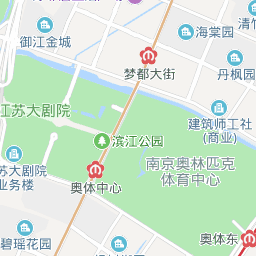 海棠园
清竹
御江金城
梦都大街
丹枫园
江苏大剧院
建筑师工社
(商业)
滨江公园
南京奥林匹克
体育中心
苏大剧院
业务楼
奥体中心
碧瑶花园
奥体东